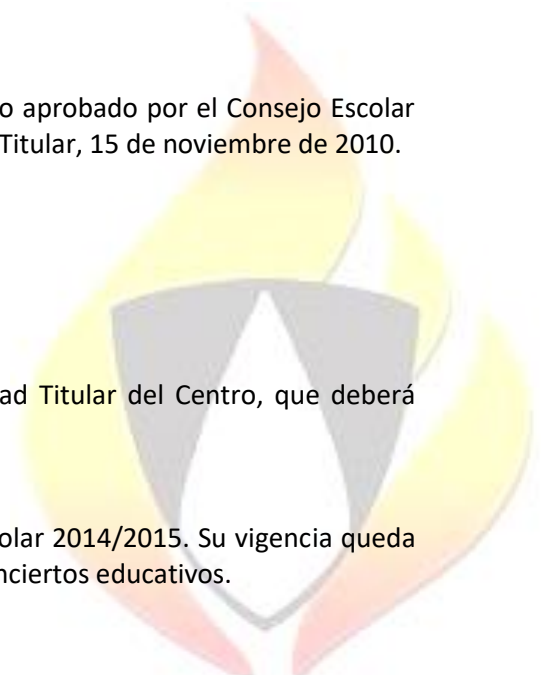 o aprobado por el Consejo Escolar
Titular, 15 de noviembre de 2010.
ad Titular del Centro, que deberá
olar 2014/2015. Su vigencia queda
nciertos educativos.